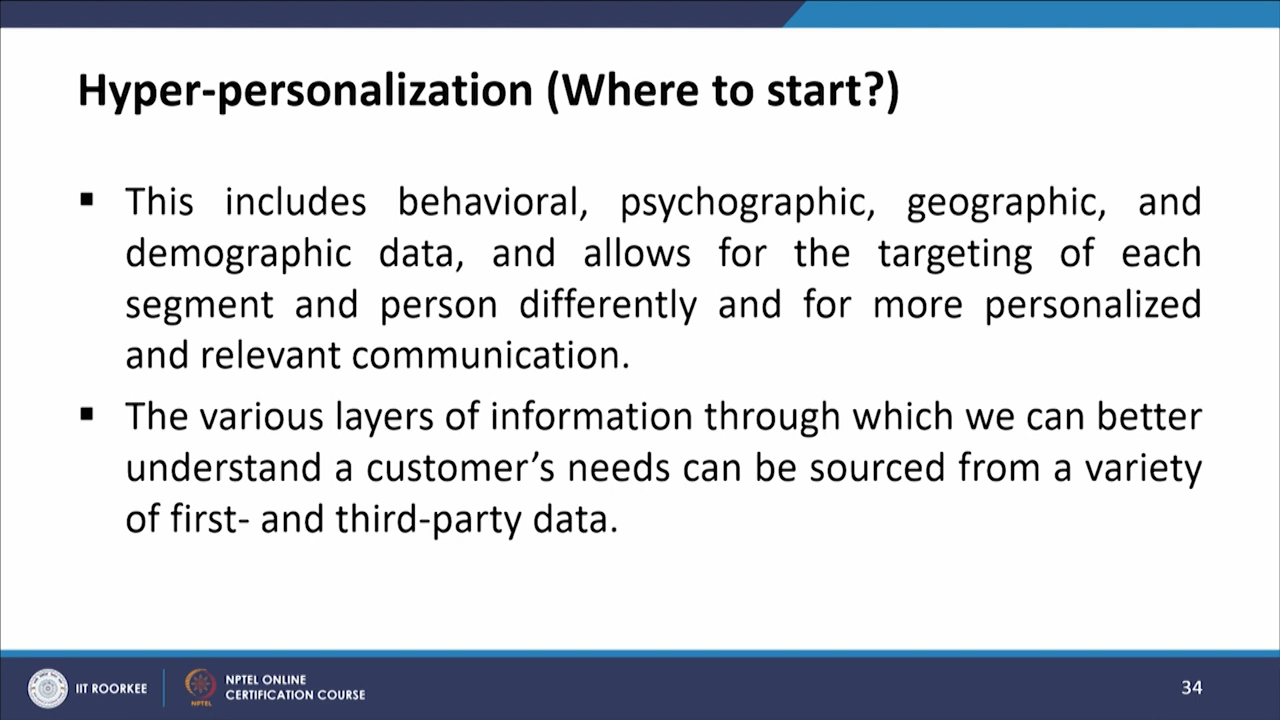 Hyper-personalization (Where to start?)
▪ This includes behavioral, psychographic, geographic, and
demographic data, and allows for the targeting of each
segment and person differently and for more personalized
and relevant communication.
▪ The various layers of information through which we can better
understand a customer’s needs can be sourced from a variety
of first- and third-party data.
IIT ROORKEE
NPTEL
NPTEL ONLINE
CERTIFICATION COURSE
34